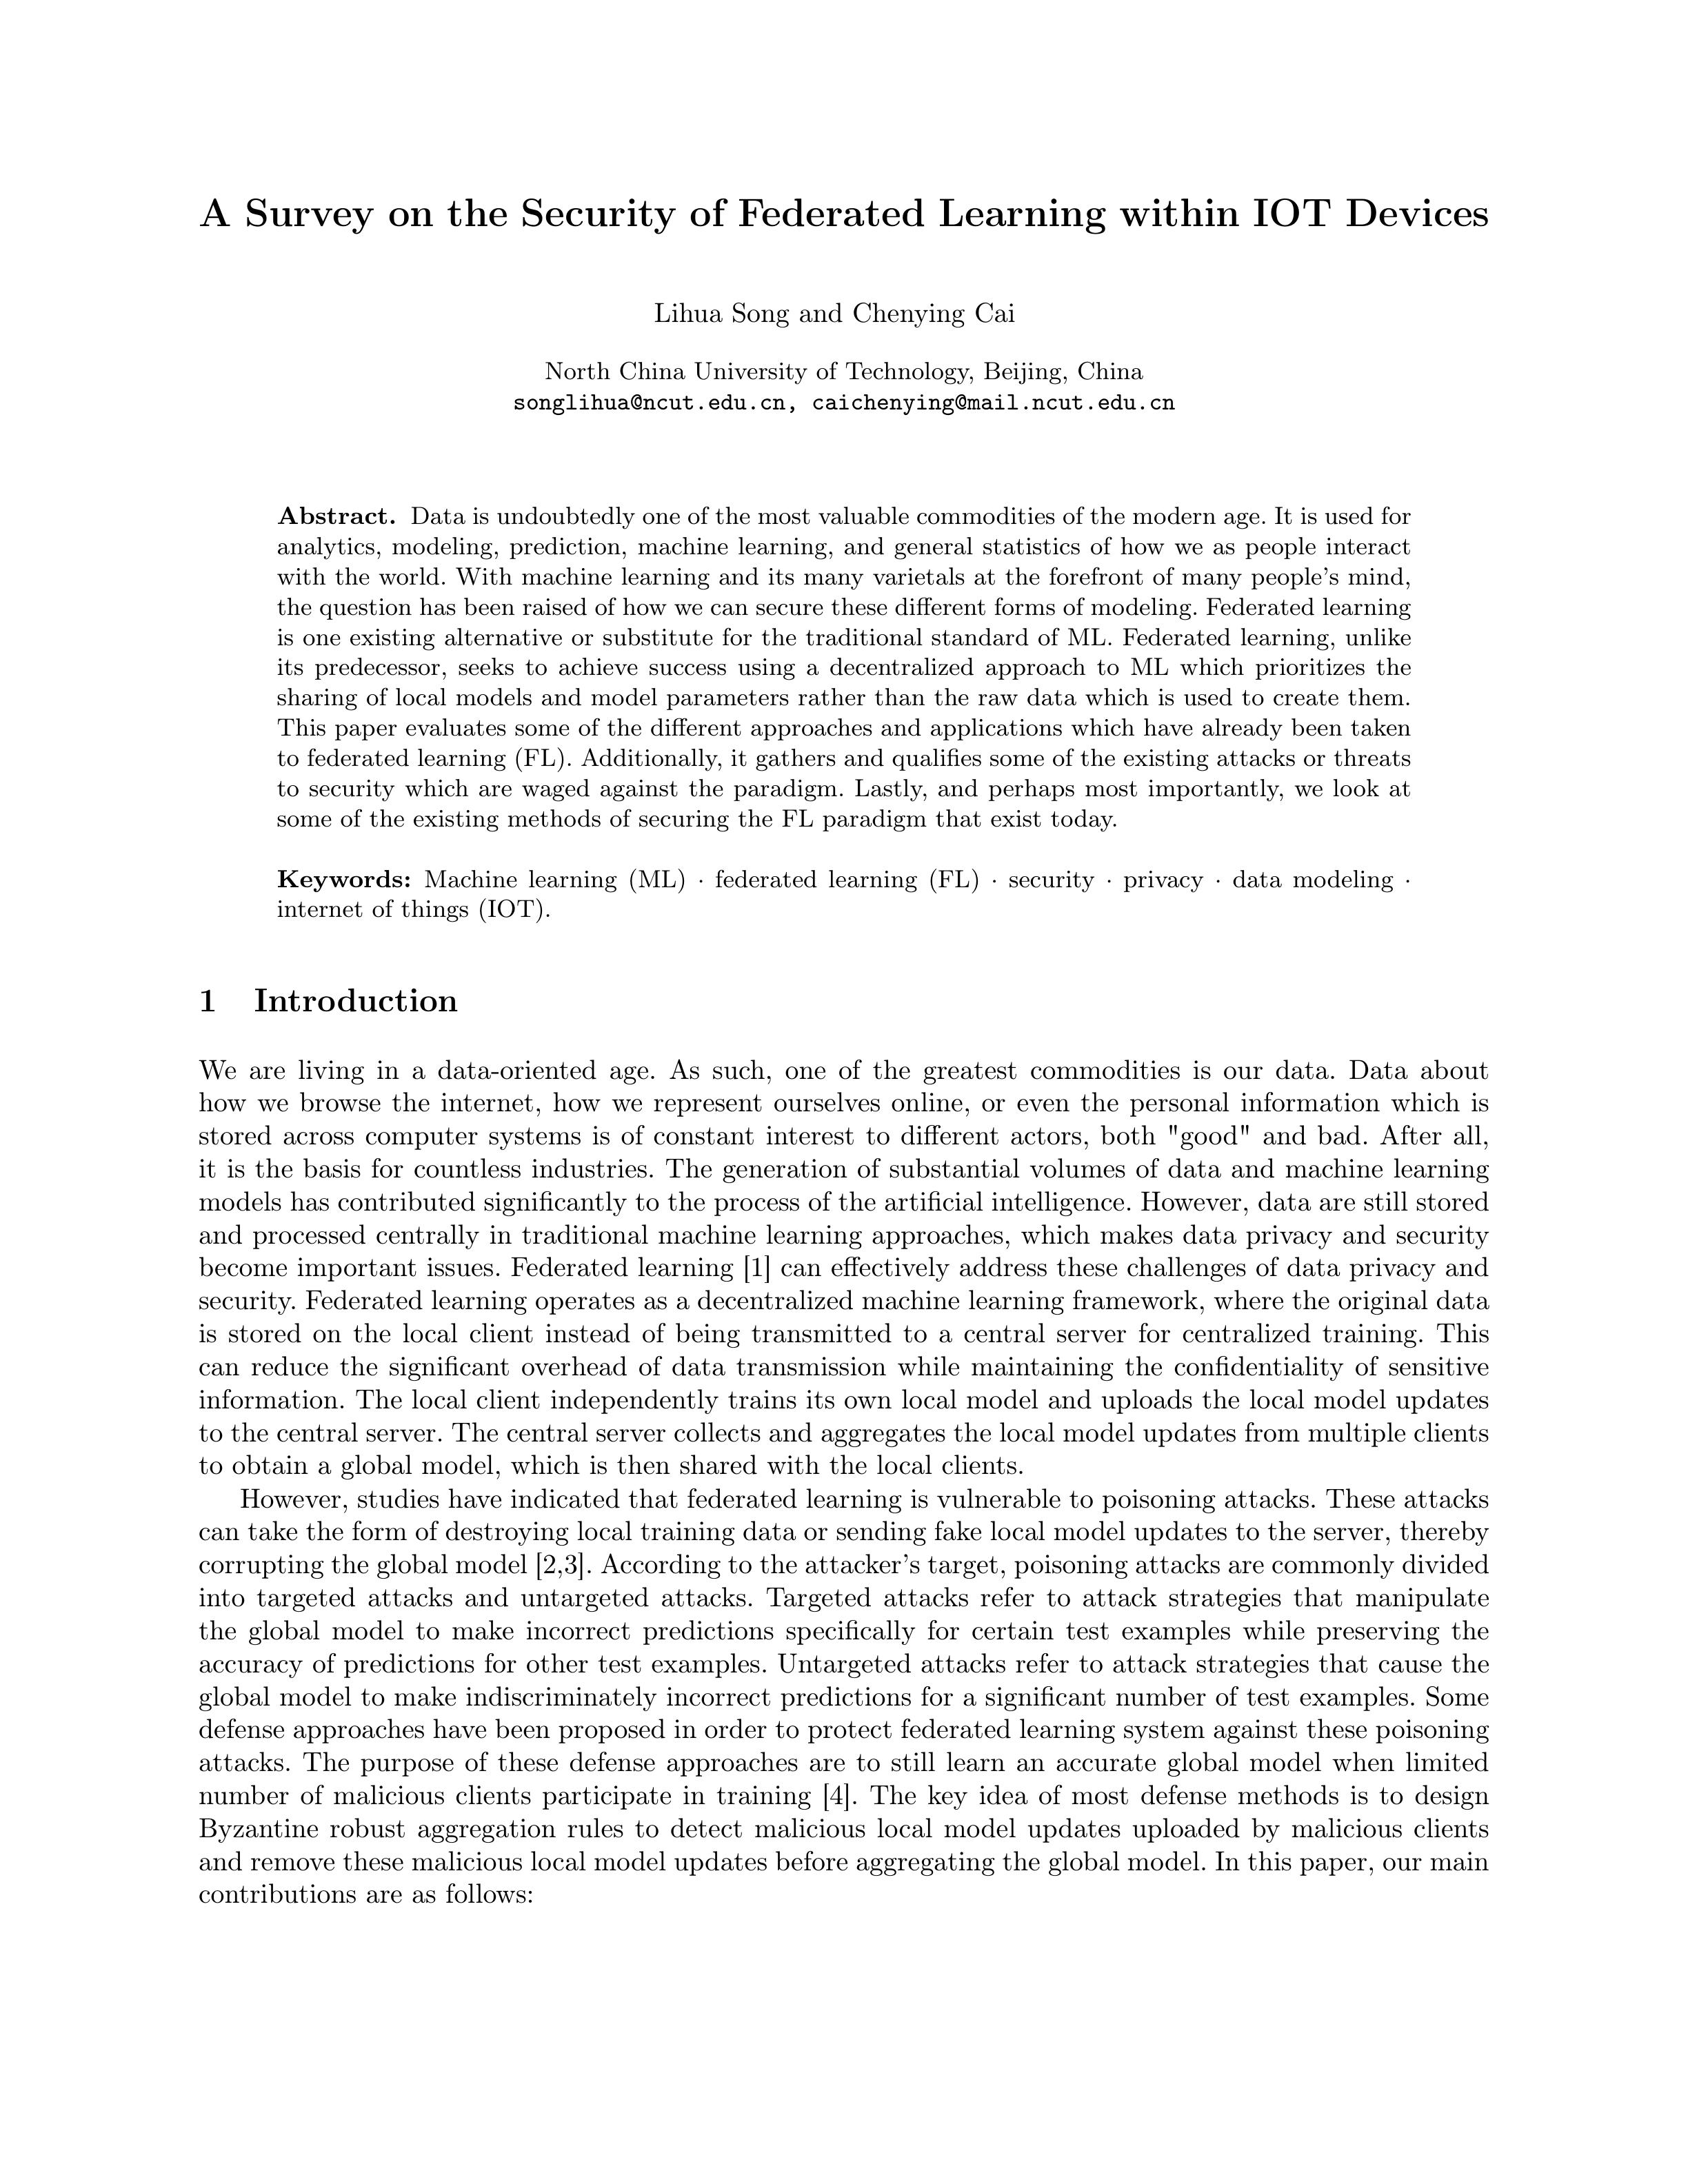 A Survey on the Security of Federated Learning within IOT Devices
Lihua Song and Chenying Cai
North China University of Technology, Beijing, China
songlihua@ncut.edu.cn, caichenying@mail.ncut.edu.cn
Abstract. Data is undoubtedly one of the most valuable commodities of the modern age. It is used for
analytics, modeling, prediction, machine learning, and general statistics of how we as people interact
with the world. With machine learning and its many varietals at the forefront of many people's mind,
the question has been raised of how we can secure these different forms of modeling. Federated learning
is one existing alternative or substitute for the traditional standard of ML. Federated learning, unlike
its predecessor, seeks to achieve success using a decentralized approach to ML which prioritizes the
sharing of local models and model parameters rather than the raw data which is used to create them.
This paper evaluates some of the different approaches and applications which have already been taken
to federated learning (FL). Additionally, it gathers and qualifies some of the existing attacks or threats
to security which are waged against the paradigm. Lastly, and perhaps most importantly, we look at
some of the existing methods of securing the FL paradigm that exist today.
Keywords: Machine learning (ML) · federated learning (FL) · security · privacy · data modeling ·
internet of things (IOT).
1 Introduction
We are living in a data-oriented age. As such, one of the greatest commodities is our data. Data about
how we browse the internet, how we represent ourselves online, or even the personal information which is
stored across computer systems is of constant interest to different actors, both "good" and bad. After all,
it is the basis for countless industries. The generation of substantial volumes of data and machine learning
models has contributed significantly to the process of the artificial intelligence. However, data are still stored
and processed centrally in traditional machine learning approaches, which makes data privacy and security
become important issues. Federated learning [1] can effectively address these challenges of data privacy and
security. Federated learning operates as a decentralized machine learning framework, where the original data
is stored on the local client instead of being transmitted to a central server for centralized training. This
can reduce the significant overhead of data transmission while maintaining the confidentiality of sensitive
information. The local client independently trains its own local model and uploads the local model updates
to the central server. The central server collects and aggregates the local model updates from multiple clients
to obtain a global model, which is then shared with the local clients.
However, studies have indicated that federated learning is vulnerable to poisoning attacks. These attacks
can take the form of destroying local training data or sending fake local model updates to the server, thereby
corrupting the global model [2,3]. According to the attacker's target, poisoning attacks are commonly divided
into targeted attacks and untargeted attacks. Targeted attacks refer to attack strategies that manipulate
the global model to make incorrect predictions specifically for certain test examples while preserving the
accuracy of predictions for other test examples. Untargeted attacks refer to attack strategies that cause the
global model to make indiscriminately incorrect predictions for a significant number of test examples. Some
defense approaches have been proposed in order to protect federated learning system against these poisoning
attacks. The purpose of these defense approaches are to still learn an accurate global model when limited
number of malicious clients participate in training [4]. The key idea of most defense methods is to design
Byzantine robust aggregation rules to detect malicious local model updates uploaded by malicious clients
and remove these malicious local model updates before aggregating the global model. In this paper, our main
contributions are as follows: